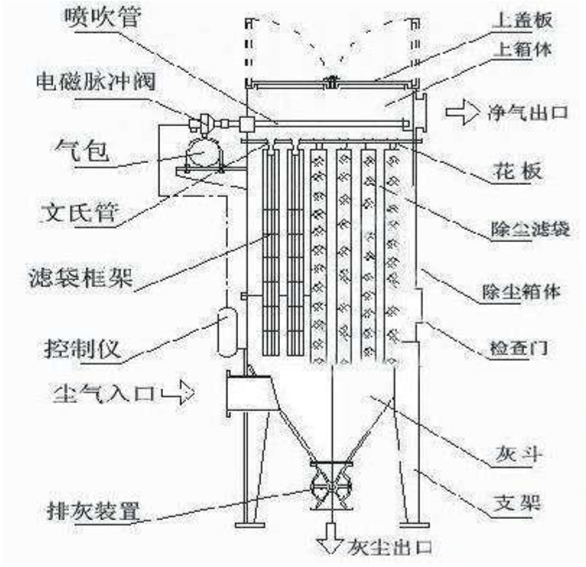 喷吹管
上盖板
上箱体
电磁脉冲阀
净气出口
气包
花板
文氏管
除尘滤袋
滤袋框架
除尘箱体
控制仪
检查门
尘气入口
灰斗
支架
排灰装置
灰尘出口